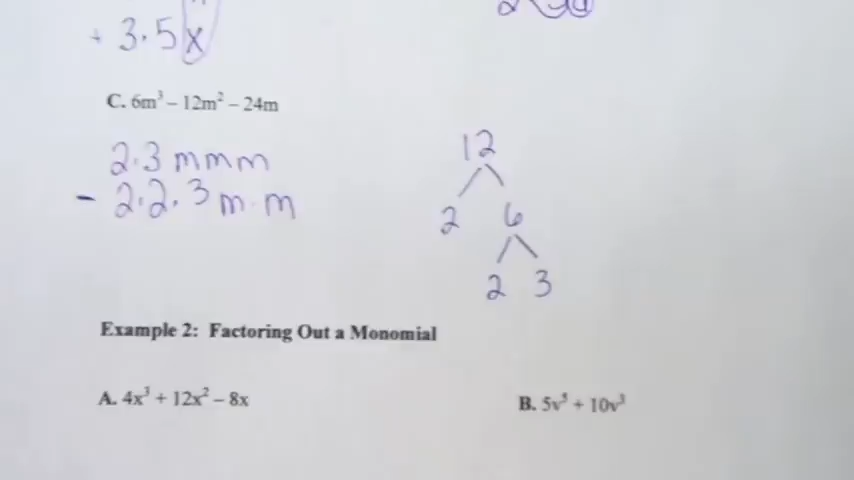 + 3.5 x
C. 6m³ – 12m² – 24m
2.3 m m m
- 2.2.3 m. m
12
2 6
2 3
Example 2: Factoring Out a Monomial
A. 4x³ + 12x² – 8x
B. 5v⁵ + 10v³